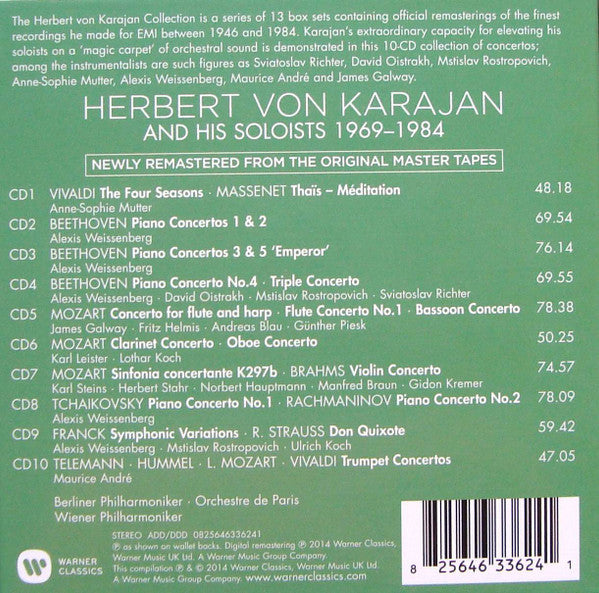 The Herbert von Karajan Collection is a series of 13 box sets containing official remasterings of the finest
recordings he made for EMI between 1946 and 1984. Karajan's extraordinary capacity for elevating his
soloists on a 'magic carpet' of orchestral sound is demonstrated in this 10-CD collection of concertos;
among the instrumentalists are such figures as Sviatoslav Richter, David Oistrakh, Mstislav Rostropovich,
Anne-Sophie Mutter, Alexis Weissenberg, Maurice André and James Galway.
HERBERT VON KARAJAN
AND HIS SOLOISTS 1969–1984
NEWLY REMASTERED FROM THE ORIGINAL MASTER TAPES
CD1 VIVALDI The Four Seasons · MASSENET Thaïs – Méditation 48.18
Anne-Sophie Mutter
CD2 BEETHOVEN Piano Concertos 1 & 2 69.54
Alexis Weissenberg
CD3 BEETHOVEN Piano Concertos 3 & 5 'Emperor' 76.14
Alexis Weissenberg
CD4 BEETHOVEN Piano Concerto No.4 · Triple Concerto 69.55
Alexis Weissenberg · David Oistrakh · Mstislav Rostropovich · Sviatoslav Richter
CD5 MOZART Concerto for flute and harp · Flute Concerto No.1 · Bassoon Concerto 78.38
James Galway · Fritz Helmis · Andreas Blau · Günther Piesk
CD6 MOZART Clarinet Concerto · Oboe Concerto 50.25
Karl Leister · Lothar Koch
CD7 MOZART Sinfonia concertante K297b · BRAHMS Violin Concerto 74.57
Karl Steins · Herbert Stahr · Norbert Hauptmann · Manfred Braun · Gidon Kremer
CD8 TCHAIKOVSKY Piano Concerto No.1 · RACHMANINOV Piano Concerto No.2 78.09
Alexis Weissenberg
CD9 FRANCK Symphonic Variations · R. STRAUSS Don Quixote 59.42
Alexis Weissenberg · Mstislav Rostropovich · Ulrich Koch
CD10 TELEMANN · HUMMEL · L. MOZART · VIVALDI Trumpet Concertos 47.05
Maurice André
Berliner Philharmoniker · Orchestre de Paris
Wiener Philharmoniker
STEREO ADD/DDD 0825646336241
℗ as shown on wallet backs. Digital remastering ℗ 2014 Warner Classics,
Warner Music UK Ltd. A Warner Music Group Company.
This compilation ℗ & © 2014 Warner Classics, Warner Music UK Ltd
A Warner Music Group Company. www.warnerclassics.com
WARNER
CLASSICS
8 25646 33624 1